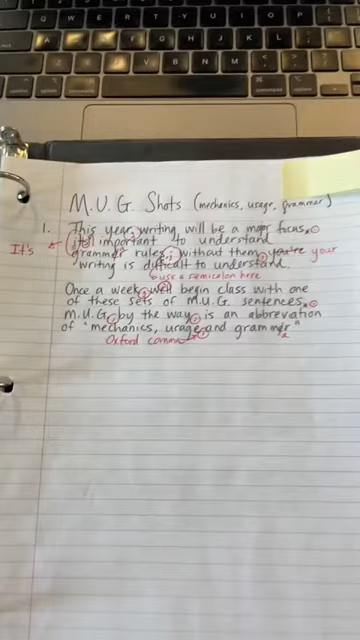 M.U.G. Shots (mechanics, usage, grammar)
1. This year, writing will be a major focus.
It's it's important to understand
grammar rules; without them, you're your
writing is difficult to understand.
use a semicolon here
Once a week, we'll begin class with one
of these sets of M.U.G. sentences.
M.U.G., by the way, is an abbreviation
of "mechanics, usage, and grammar"
Oxford comma